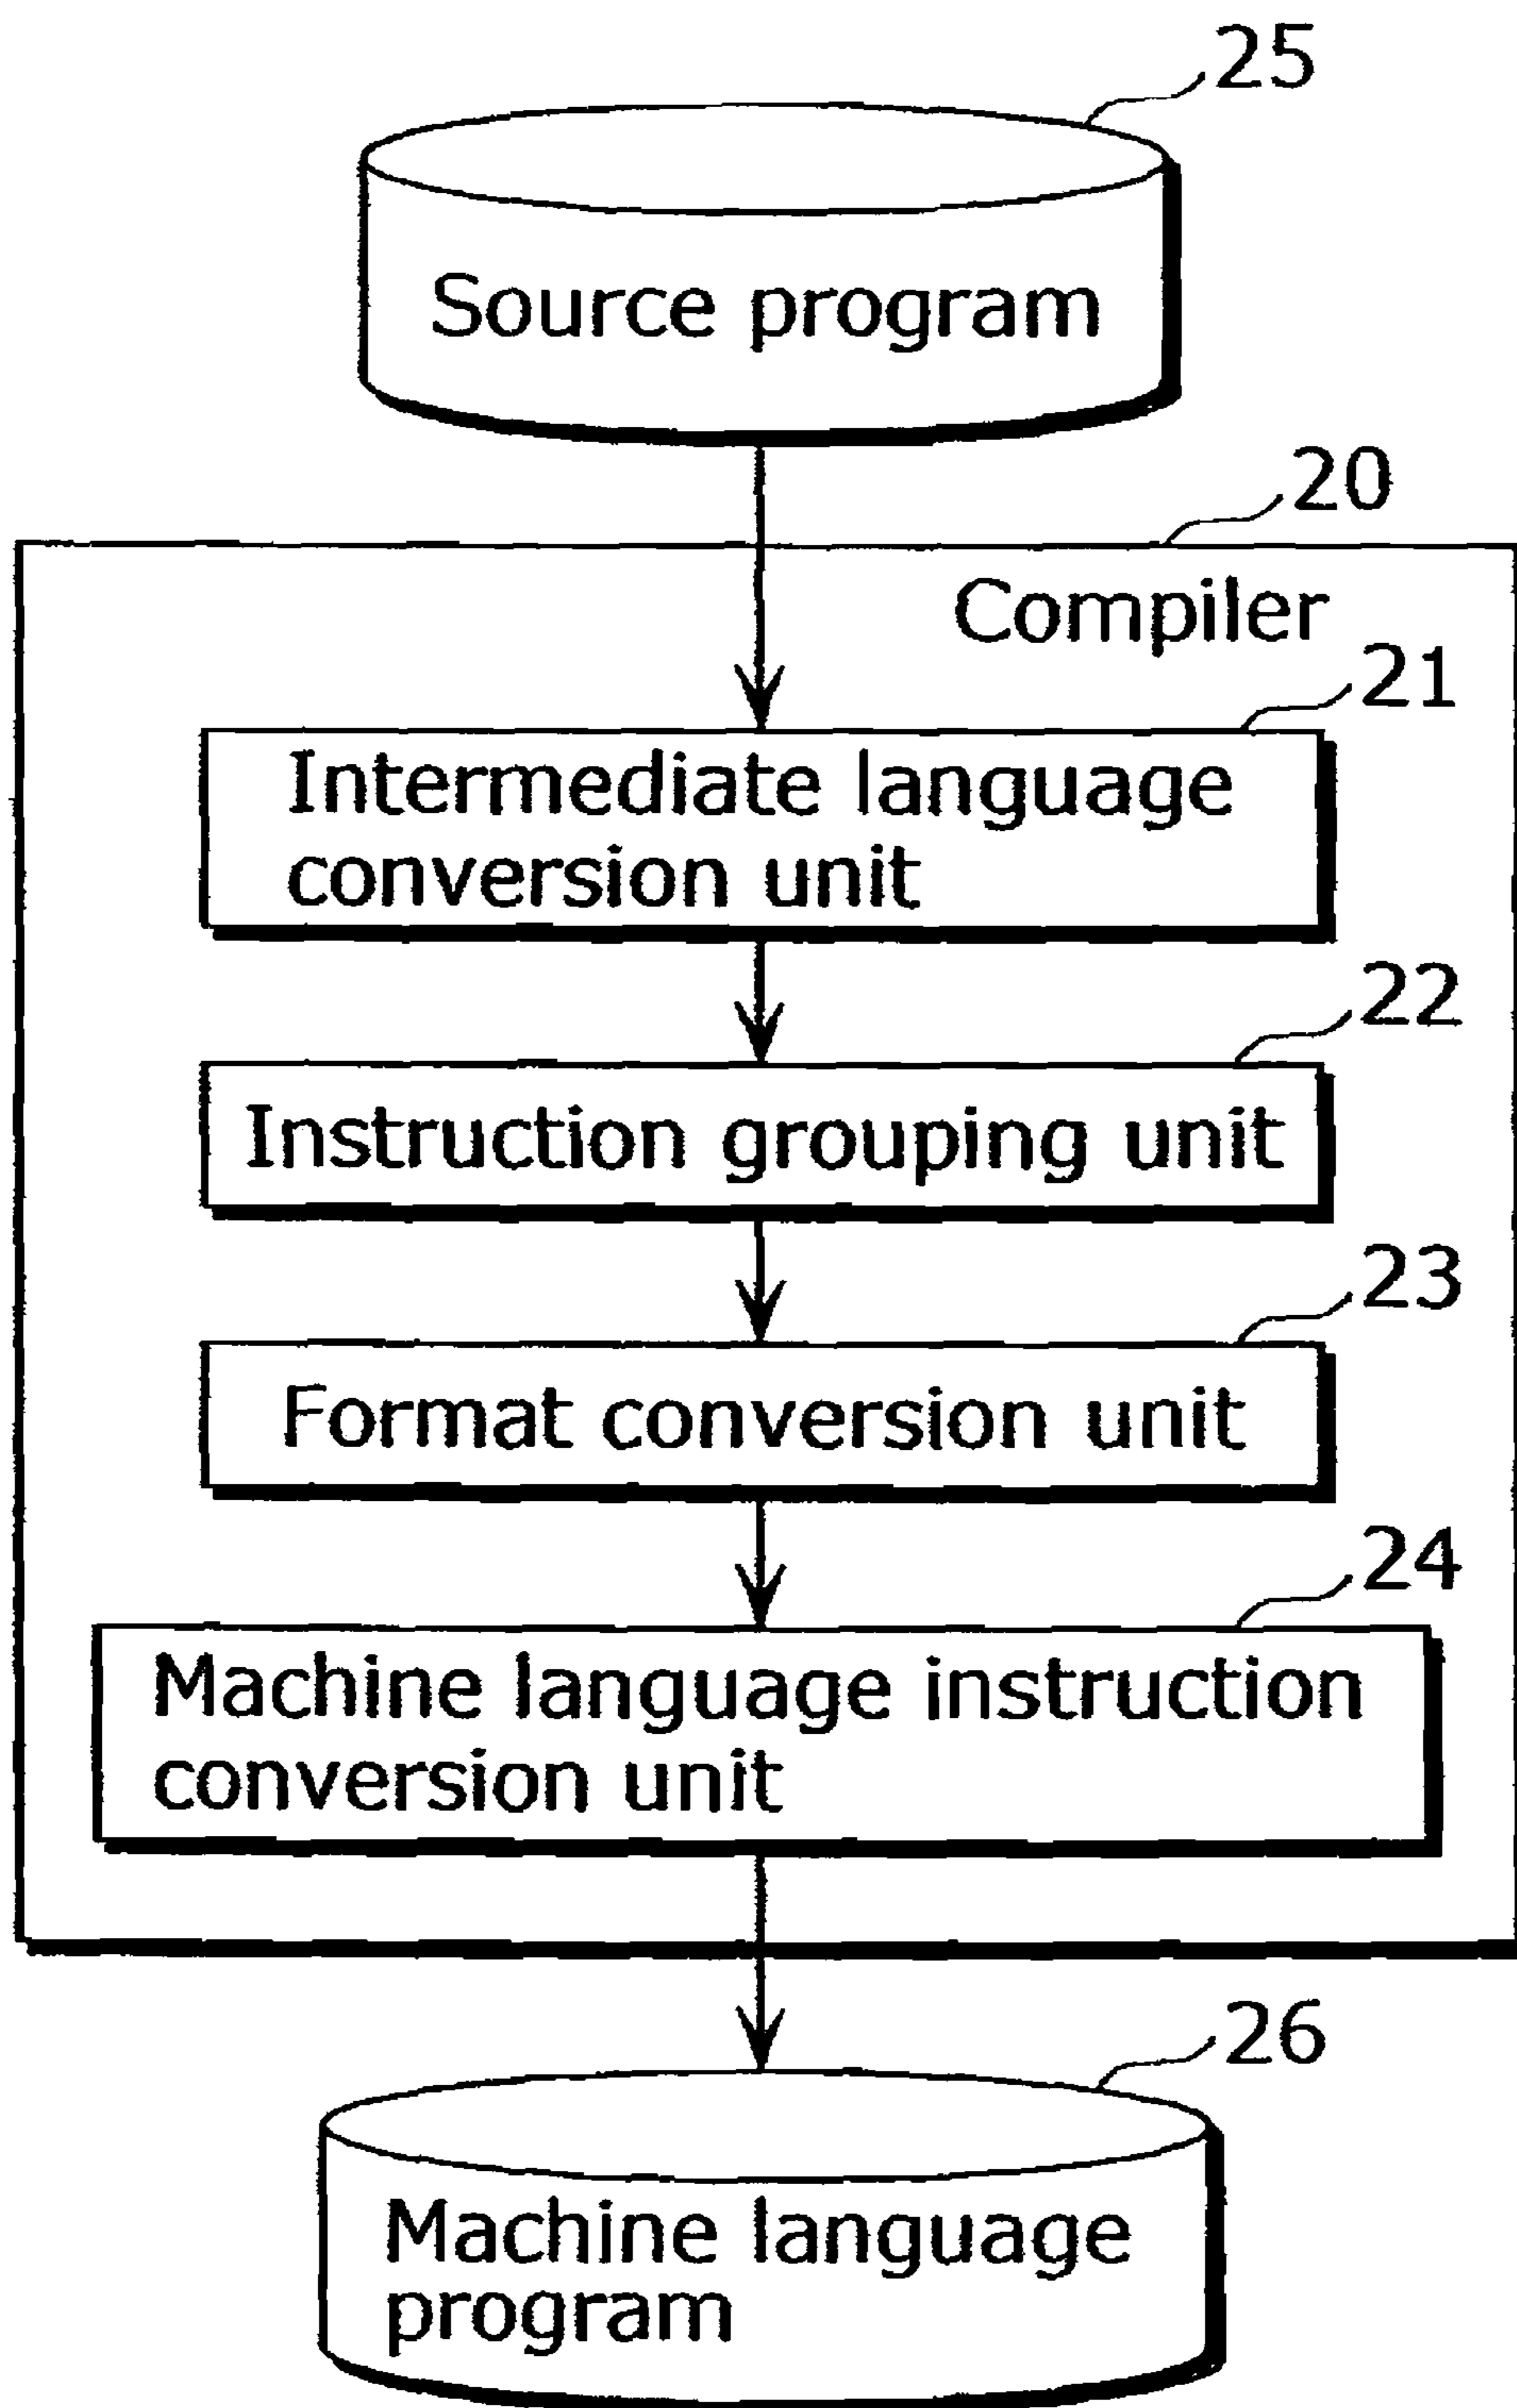 25
Source program
20
Compiler
21
Intermediate language
conversion unit
22
Instruction grouping unit
23
Format conversion unit
24
Machine language instruction
conversion unit
26
Machine language
program